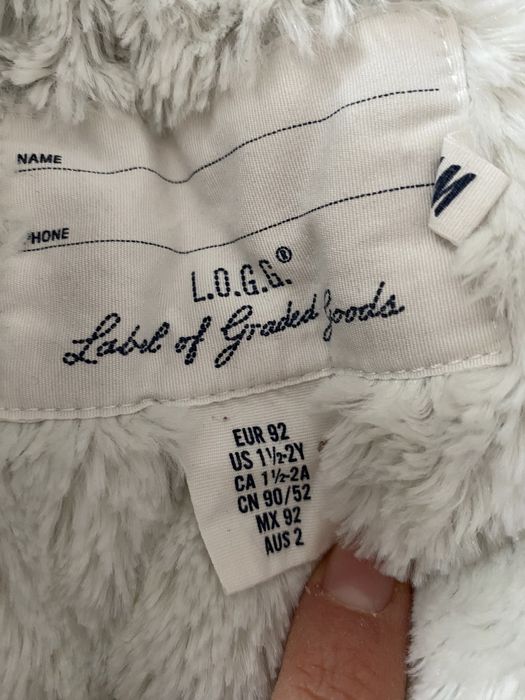 NAME
HONE
L.O.G.G.®
Label of Graded Goods
EUR 92
US 1½-2Y
CA 1½-2A
CN 90/52
MX 92
AUS 2